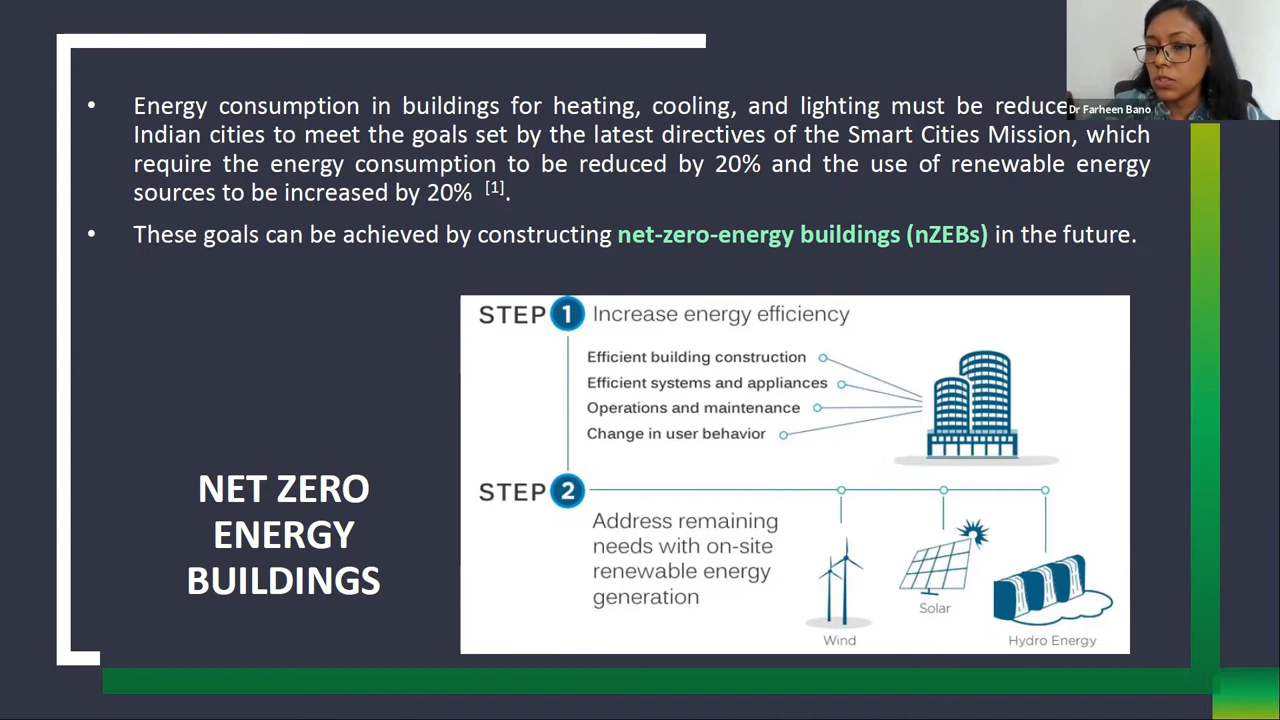 Dr Farheen Bano
• Energy consumption in buildings for heating, cooling, and lighting must be reduce
Indian cities to meet the goals set by the latest directives of the Smart Cities Mission, which
require the energy consumption to be reduced by 20% and the use of renewable energy
sources to be increased by 20% [1].
• These goals can be achieved by constructing net-zero-energy buildings (nZEBs) in the future.
NET ZERO
ENERGY
BUILDINGS
STEP 1 Increase energy efficiency
Efficient building construction
Efficient systems and appliances
Operations and maintenance
Change in user behavior
STEP 2
Address remaining
needs with on-site
renewable energy
generation
Wind
Solar
Hydro Energy